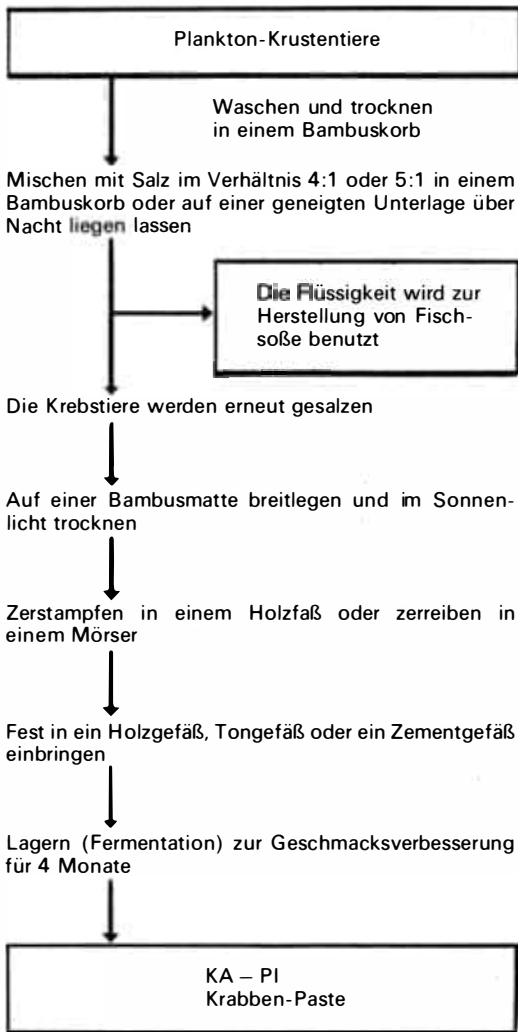 Plankton-Krustentiere
Waschen und trocknen
in einem Bambuskorb
Mischen mit Salz im Verhältnis 4:1 oder 5:1 in einem
Bambuskorb oder auf einer geneigten Unterlage über
Nacht liegen lassen
Die Flüssigkeit wird zur
Herstellung von Fisch-
soße benutzt
Die Krebstiere werden erneut gesalzen
Auf einer Bambusmatte breitlegen und im Sonnen-
licht trocknen
Zerstampfen in einem Holzfaß oder zerreiben in
einem Mörser
Fest in ein Holzgefäß, Tongefäß oder ein Zementgefäß
einbringen
Lagern (Fermentation) zur Geschmacksverbesserung
für 4 Monate
KA – PI
Krabben-Paste